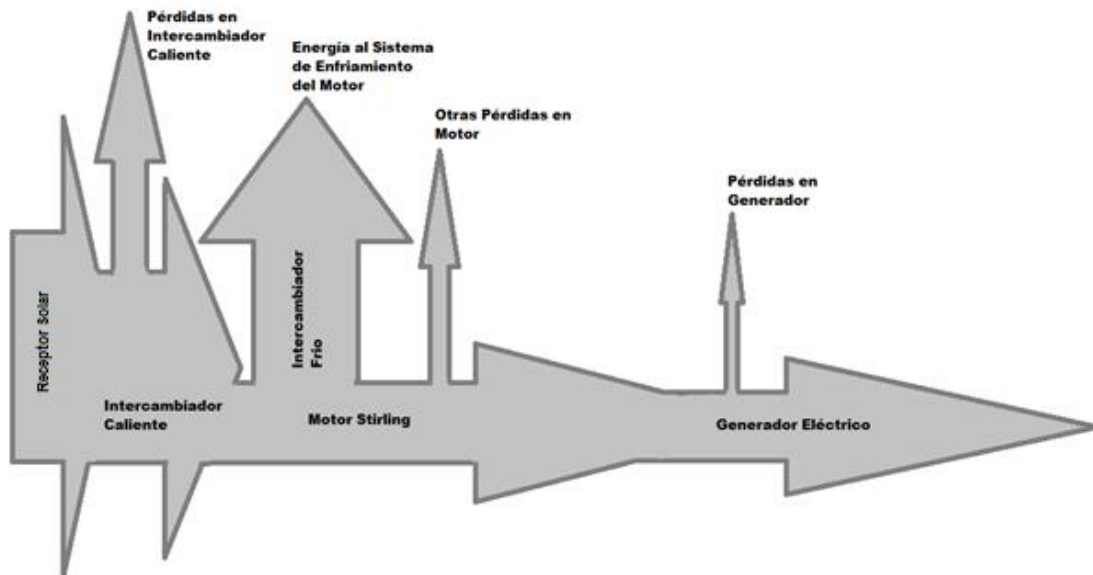 Pérdidas en
Intercambiador
Caliente
Energía al Sistema
de Enfriamiento
del Motor
Otras Pérdidas en
Motor
Pérdidas en
Generador
Receptor solar
Intercambiador
Caliente
Intercambiador
Frio
Motor Stirling
Generador Eléctrico